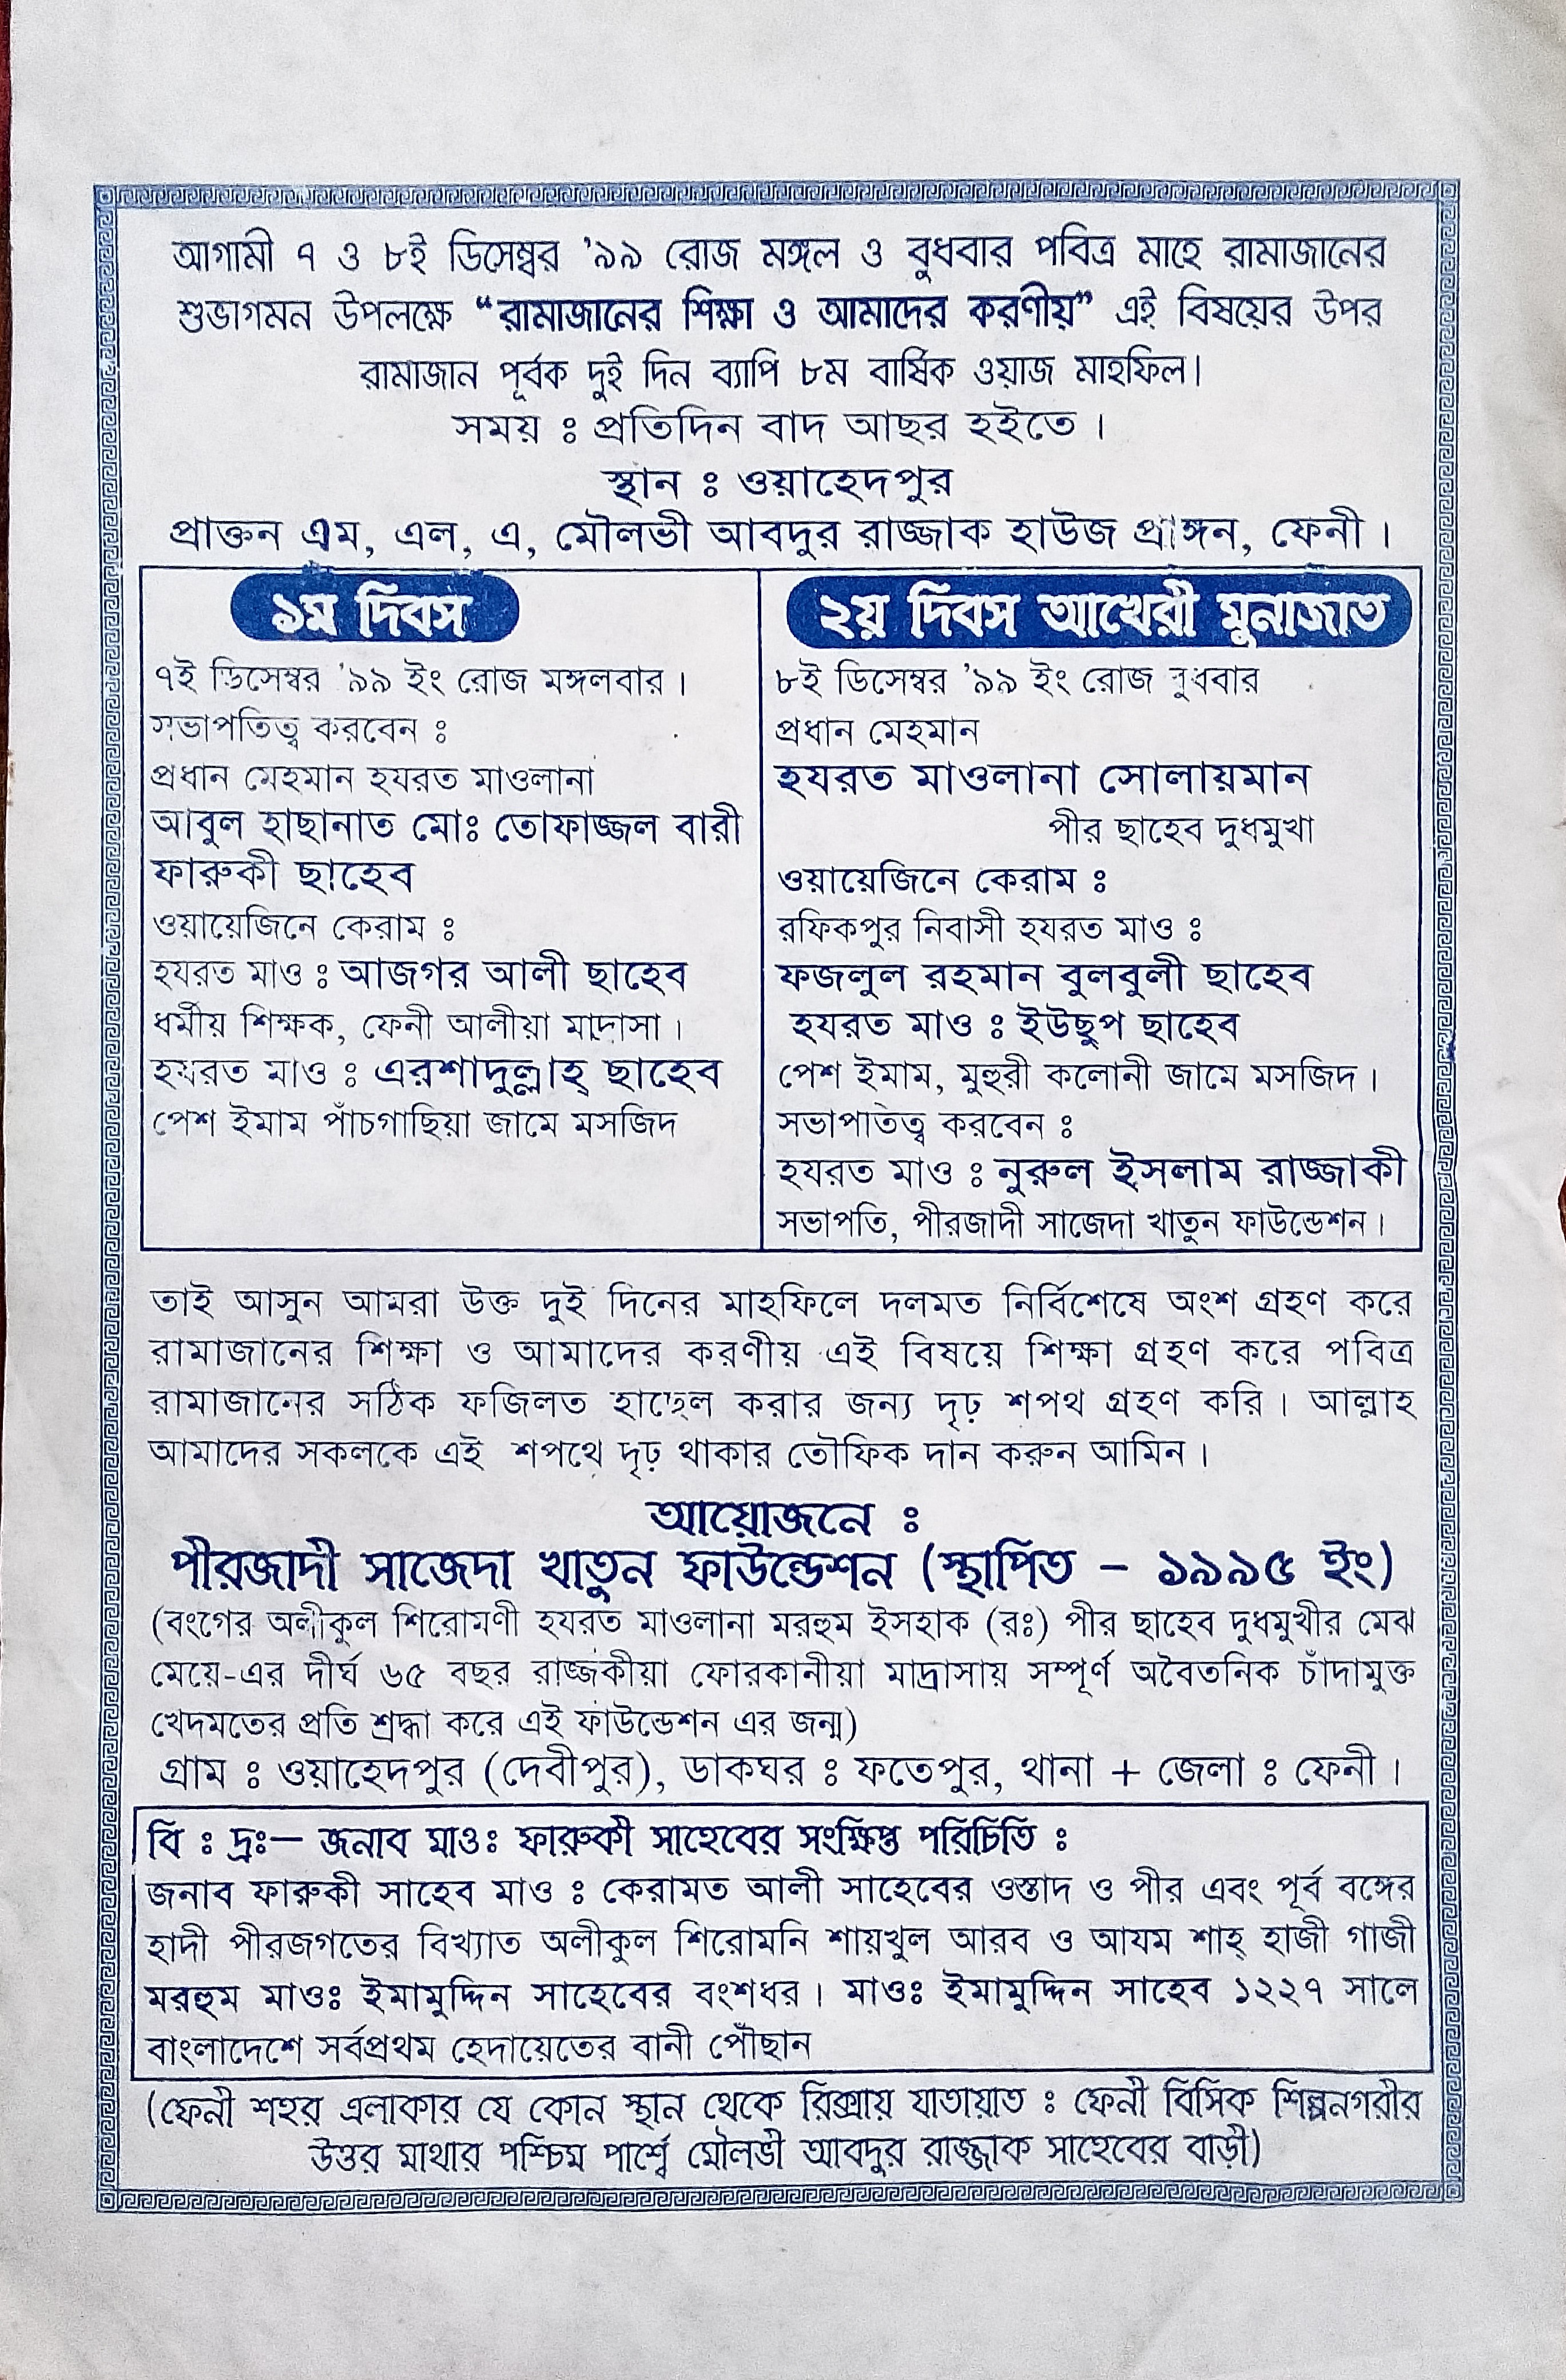 আগামী ৭ ও ৮ই ডিসেম্বর '৯৯ রোজ মঙ্গল ও বুধবার পবিত্র মাহে রামাজানের
শুভাগমন উপলক্ষে “রামাজানের শিক্ষা ও আমাদের করণীয়” এই বিষয়ের উপর
রামাজান পূর্বক দুই দিন ব্যাপি ৮ম বার্ষিক ওয়াজ মাহফিল।
সময় ঃ প্রতিদিন বাদ আছর হইতে ।
স্থান ঃ ওয়াহেদপুর
প্রাক্তন এম, এল, এ, মৌলভী আবদুর রাজ্জাক হাউজ প্রাঙ্গন, ফেনী ।
১ম দিবস
৭ই ডিসেম্বর '৯৯ ইং রোজ মঙ্গলবার ।
সভাপতিত্ব করবেন ঃ
প্রধান মেহমান হযরত মাওলানা
আবুল হাছানাত মোঃ তোফাজ্জল বারী
ফারুকী ছাহেব
ওয়ায়েজিনে কেরাম ঃ
হযরত মাও ঃ আজগর আলী ছাহেব
ধর্মীয় শিক্ষক, ফেনী আলীয়া মাদ্রাসা ।
হযরত মাও ঃ এরশাদুল্লাহ্ ছাহেব
পেশ ইমাম পাঁচগাছিয়া জামে মসজিদ
২য় দিবস আখেরী মুনাজাত
৮ই ডিসেম্বর '৯৯ ইং রোজ বুধবার
প্রধান মেহমান
হযরত মাওলানা সোলায়মান
পীর ছাহেব দুধমুখা
ওয়ায়েজিনে কেরাম ঃ
রফিকপুর নিবাসী হযরত মাও ঃ
ফজলুল রহমান বুলবুলী ছাহেব
হযরত মাও ঃ ইউছুপ ছাহেব
পেশ ইমাম, মুহুরী কলোনী জামে মসজিদ ।
সভাপতিত্ব করবেন ঃ
হযরত মাও ঃ নুরুল ইসলাম রাজ্জাকী
সভাপতি, পীরজাদী সাজেদা খাতুন ফাউন্ডেশন ।
তাই আসুন আমরা উক্ত দুই দিনের মাহফিলে দলমত নির্বিশেষে অংশ গ্রহণ করে
রামাজানের শিক্ষা ও আমাদের করণীয় এই বিষয়ে শিক্ষা গ্রহণ করে পবিত্র
রামাজানের সঠিক ফজিলত হাছেল করার জন্য দৃঢ় শপথ গ্রহণ করি । আল্লাহ
আমাদের সকলকে এই শপথে দৃঢ় থাকার তৌফিক দান করুন আমিন ।
আয়োজনে ঃ
পীরজাদী সাজেদা খাতুন ফাউন্ডেশন (স্থাপিত – ১৯৯৫ ইং)
(বংগের অলীকুল শিরোমণী হযরত মাওলানা মরহুম ইসহাক (রঃ) পীর ছাহেব দুধমুখীর মেঝ
মেয়ে-এর দীর্ঘ ৬৫ বছর রাজ্জকীয়া ফোরকানীয়া মাদ্রাসায় সম্পূর্ণ অবৈতনিক চাঁদামুক্ত
খেদমতের প্রতি শ্রদ্ধা করে এই ফাউন্ডেশন এর জন্ম)
গ্রাম ঃ ওয়াহেদপুর (দেবীপুর), ডাকঘর ঃ ফতেপুর, থানা + জেলা ঃ ফেনী ।
বি ঃ দ্রঃ— জনাব মাওঃ ফারুকী সাহেবের সংক্ষিপ্ত পরিচিতি ঃ
জনাব ফারুকী সাহেব মাও ঃ কেরামত আলী সাহেবের ওস্তাদ ও পীর এবং পূর্ব বঙ্গের
হাদী পীরজগতের বিখ্যাত অলীকুল শিরোমনি শায়খুল আরব ও আযম শাহ্ হাজী গাজী
মরহুম মাওঃ ইমামুদ্দিন সাহেবের বংশধর । মাওঃ ইমামুদ্দিন সাহেব ১২২৭ সালে
বাংলাদেশে সর্বপ্রথম হেদায়েতের বানী পৌঁছান
(ফেনী শহর এলাকার যে কোন স্থান থেকে রিক্সায় যাতায়াত ঃ ফেনী বিসিক শিল্পনগরীর
উত্তর মাথার পশ্চিম পার্শ্বে মৌলভী আবদুর রাজ্জাক সাহেবের বাড়ী)